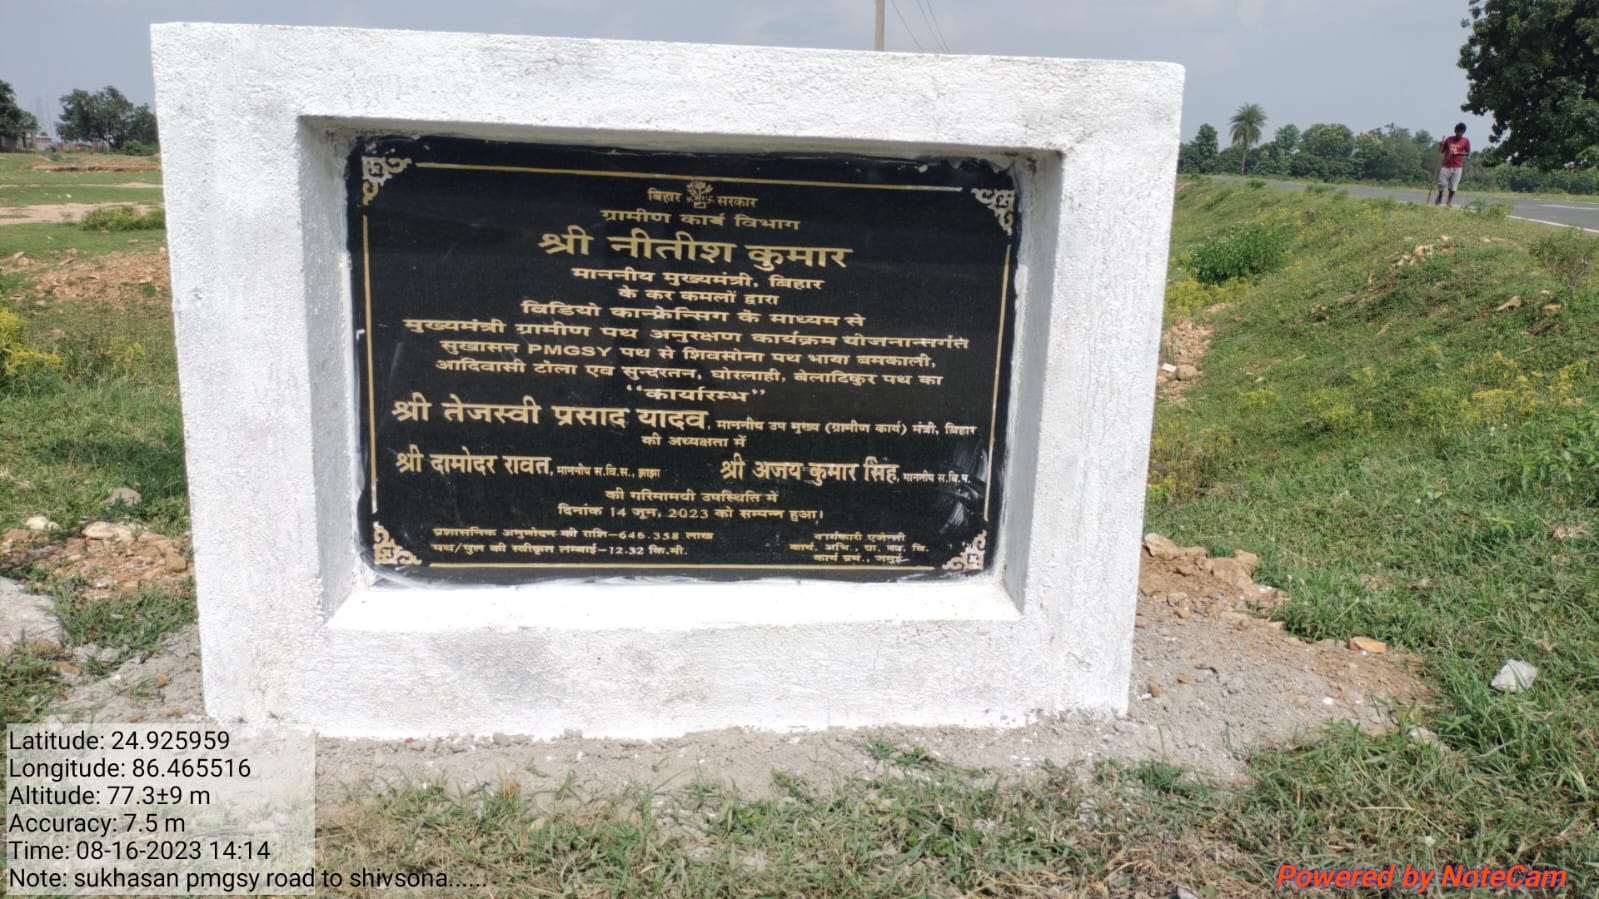 बिहार सरकार
ग्रामीण कार्य विभाग
श्री नीतीश कुमार
माननीय मुख्यमंत्री, बिहार
के कर कमलों द्वारा
विडियो कान्फ्रेन्सिग के माध्यम से
मुख्यमंत्री ग्रामीण पथ अनुरक्षण कार्यक्रम योजनान्तर्गत
सुखासन PMGSY पथ से शिवसोना पथ भाया बमकाली,
आदिवासी टोला एवं सुन्दरतन, घोरलाही, बेलाटिकुर पथ का
“कार्यारम्भ”
श्री तेजस्वी प्रसाद यादव, माननीय उप मुख्य (ग्रामीण कार्य) मंत्री, बिहार
की अध्यक्षता में
श्री दामोदर रावत, माननीय स.वि.स., झाझा श्री अजय कुमार सिंह, माननीय स.वि.प.
की गरिमामयी उपस्थिति में
दिनांक 14 जून, 2023 को सम्पन्न हुआ।
प्रशासनिक अनुमोदन की राशि-646.358 लाख
पथ/पुल की स्वीकृत लम्बाई-12.32 कि.मी.
कार्यकारी एजेन्सी
कार्य. अभि., ग्रा. का. वि.
कार्य प्रम., जमुई
Latitude: 24.925959
Longitude: 86.465516
Altitude: 77.3±9 m
Accuracy: 7.5 m
Time: 08-16-2023 14:14
Note: sukhasan pmgsy road to shivsona......
Powered by NoteCam